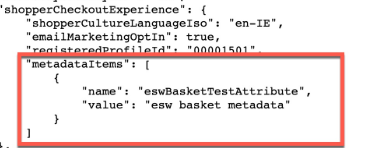 "shopperCheckoutExperience": {
"shopperCultureLanguageIso": "en-IE",
"emailMarketingOptIn": true,
"registeredProfileId": "00001501",
"metadataItems": [
{
"name": "eswBasketTestAttribute",
"value": "esw basket metadata"
}
]